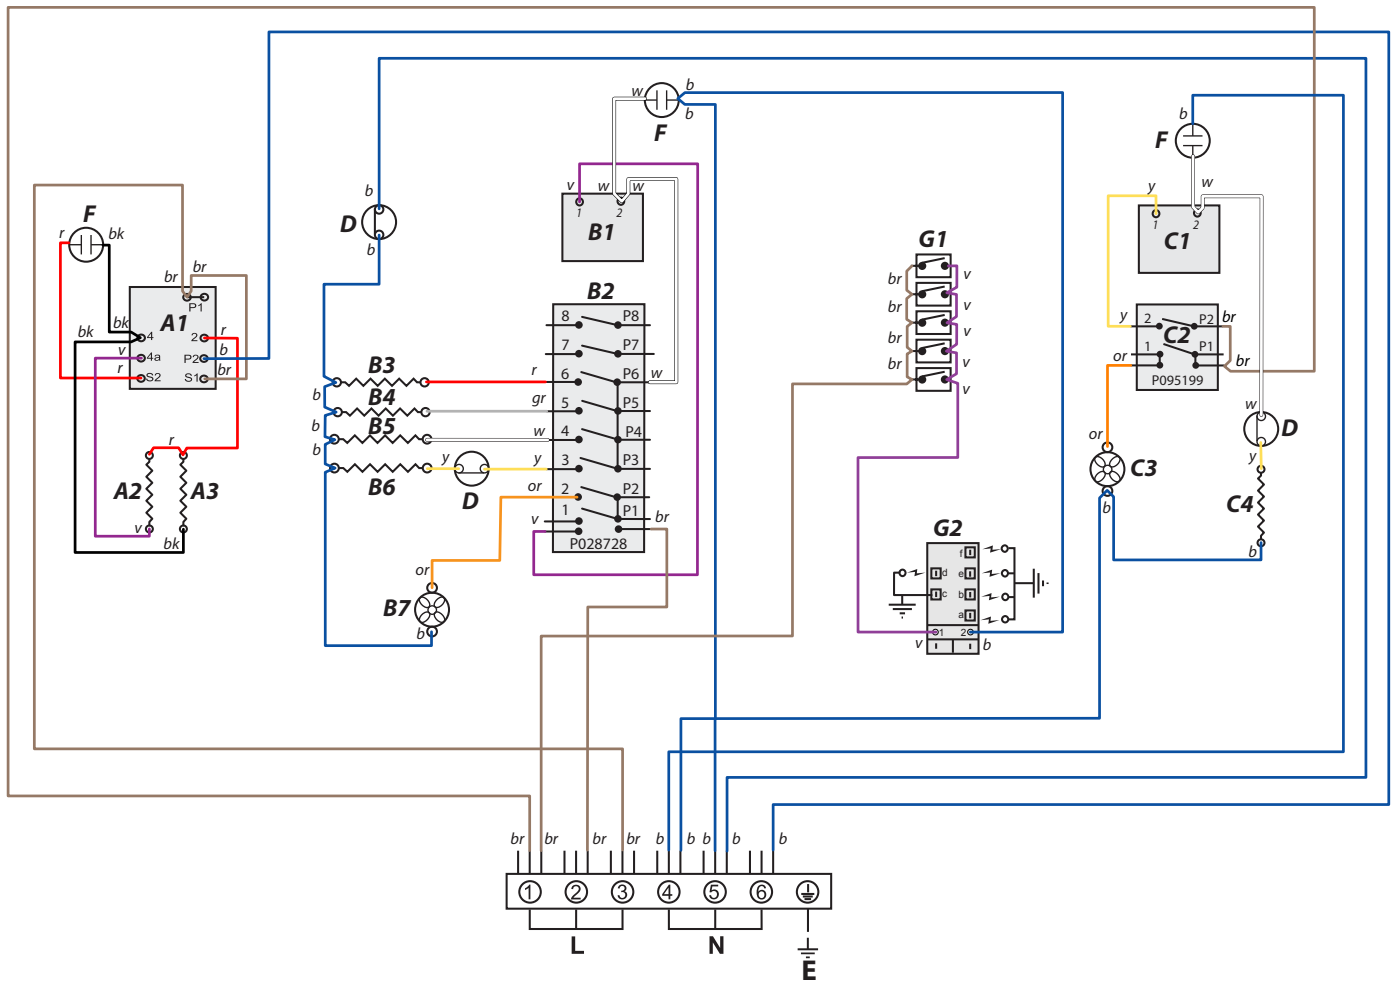 b
w
F
b
b
F
y
w
v
w
w
1
2
B1
1
2
C1
b
D
b
F
r
bk
br
br
P1
A1
bk
bk
4
2
r
v
4a
P2
b
r
S2
S1
br
r
A2
A3
v
bk
G1
br
v
br
v
br
v
br
v
v
B2
8
P8
7
P7
r
6
P6
w
gr
5
P5
w
4
P4
y
y
3
P3
or
2
P2
v
1
P1
br
P028728
B3
B4
B5
B6
b
b
b
D
or
B7
b
y
2
P2
br
C2
or
1
P1
br
P095199
w
D
y
or
C3
b
C4
b
G2
f
d
e
c
b
a
1
2
v
b
br
br
br
br
b
b
b
b
b
1
2
3
4
5
6
L
N
E